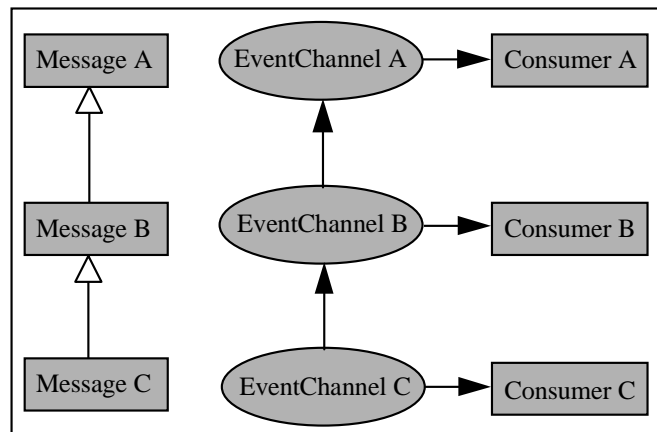 Message A
EventChannel A
Consumer A
Message B
EventChannel B
Consumer B
Message C
EventChannel C
Consumer C